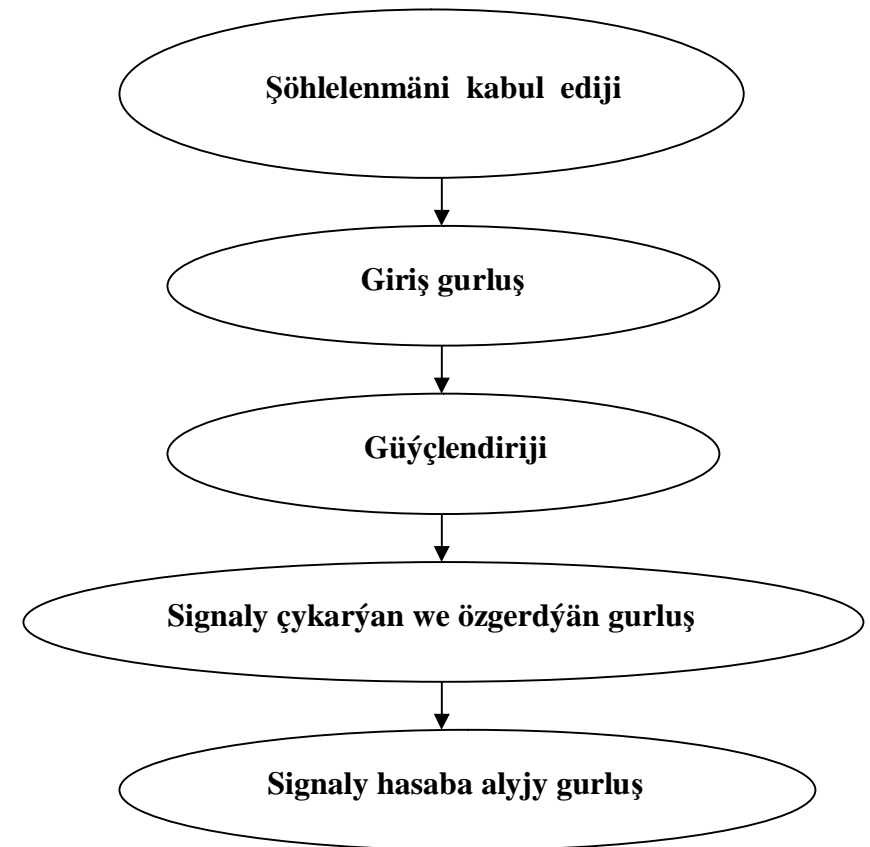 Şöhlelenmäni kabul ediji
Giriş gurluş
Güýçlendiriji
Signaly çykarýan we özgerdýän gurluş
Signaly hasaba alyjy gurluş